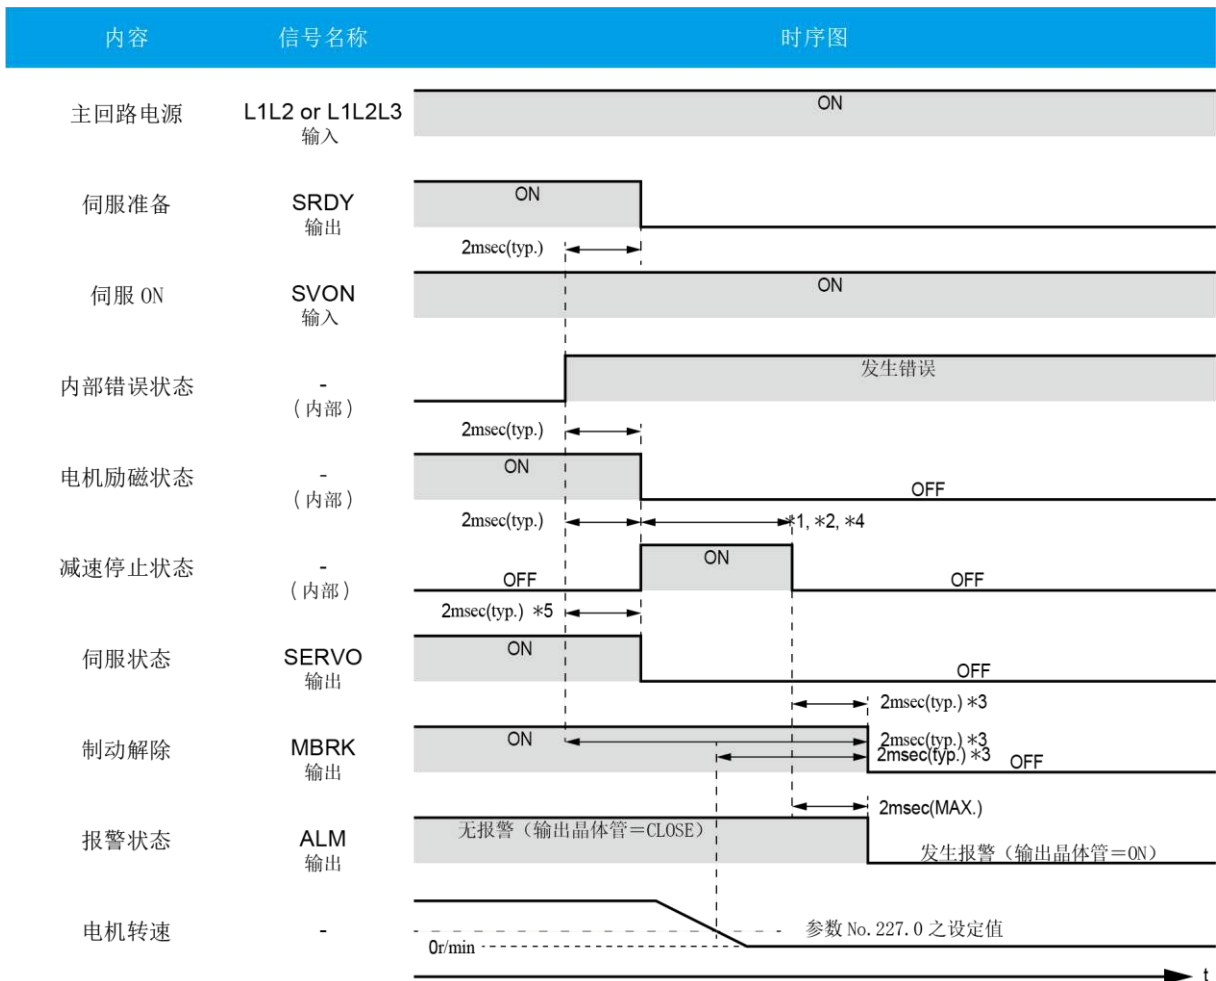 内容 信号名称 时序图
主回路电源 L1L2 or L1L2L3 ON
输入
伺服准备 SRDY ON
输出
2msec(typ.)
伺服 ON SVON ON
输入
内部错误状态 - 发生错误
（内部）
2msec(typ.)
电机励磁状态 - ON OFF
（内部）
2msec(typ.) *1, *2, *4
减速停止状态 - OFF ON OFF
（内部）
2msec(typ.) *5
伺服状态 SERVO ON OFF
输出
2msec(typ.) *3
制动解除 MBRK ON 2msec(typ.) *3
2msec(typ.) *3 OFF
输出
2msec(MAX.)
报警状态 ALM 无报警（输出晶体管＝CLOSE）
输出 发生报警（输出晶体管＝ON）
电机转速 - 参数 No.227.0 之设定值
0r/min
t